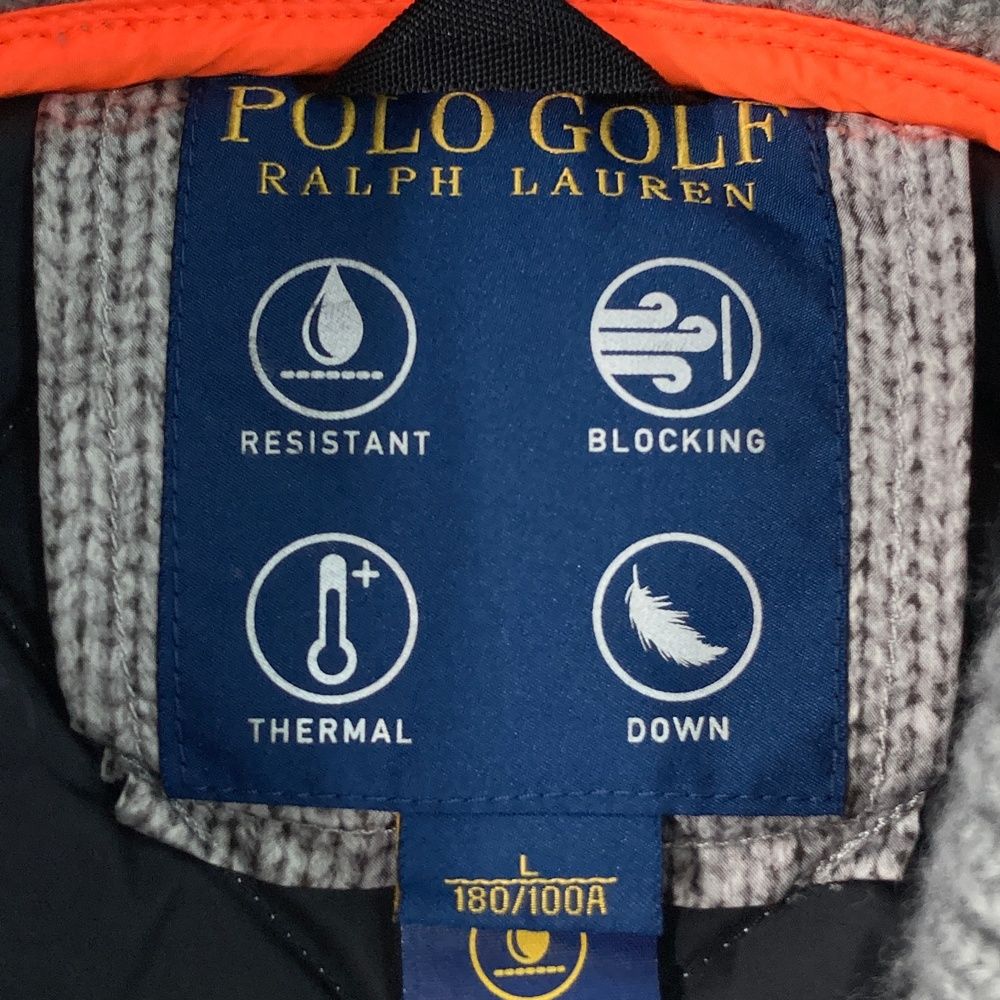 POLO GOLF
RALPH LAUREN
RESISTANT
BLOCKING
THERMAL
DOWN
L
180/100A